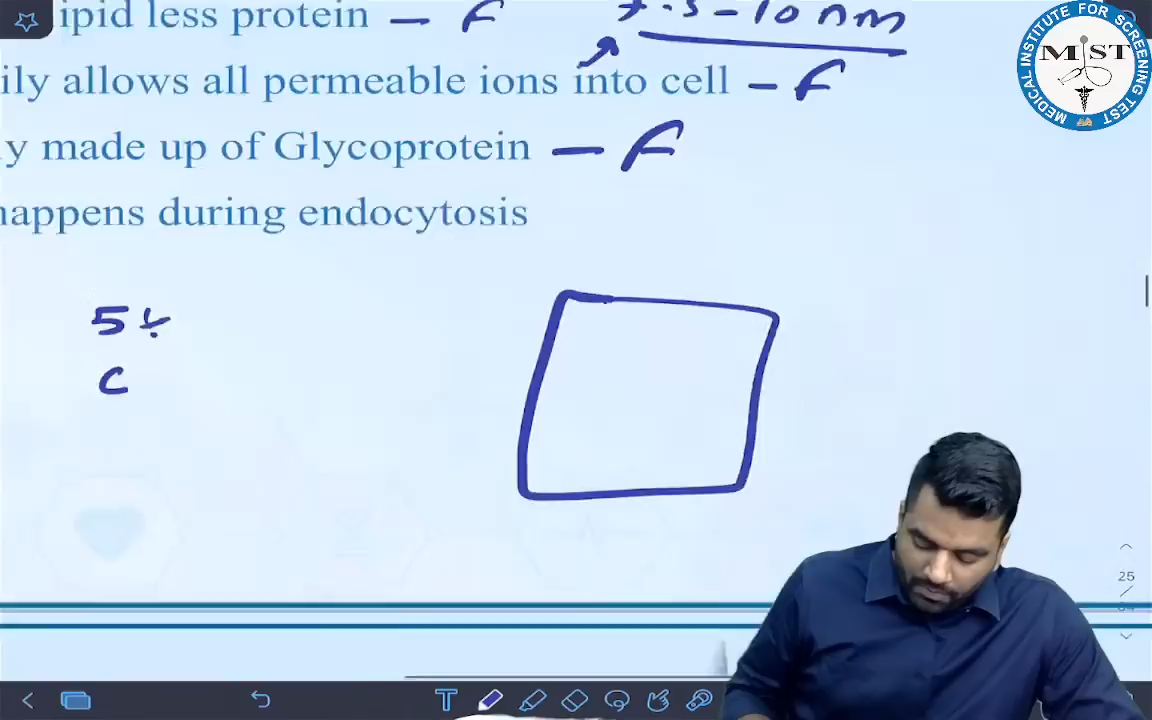 ipid less protein – F
7.5 – 10 nm
ily allows all permeable ions into cell – F
y made up of Glycoprotein – F
happens during endocytosis
5%
C
MEDICAL INSTITUTE FOR SCREENING TEST
MIST
25
T